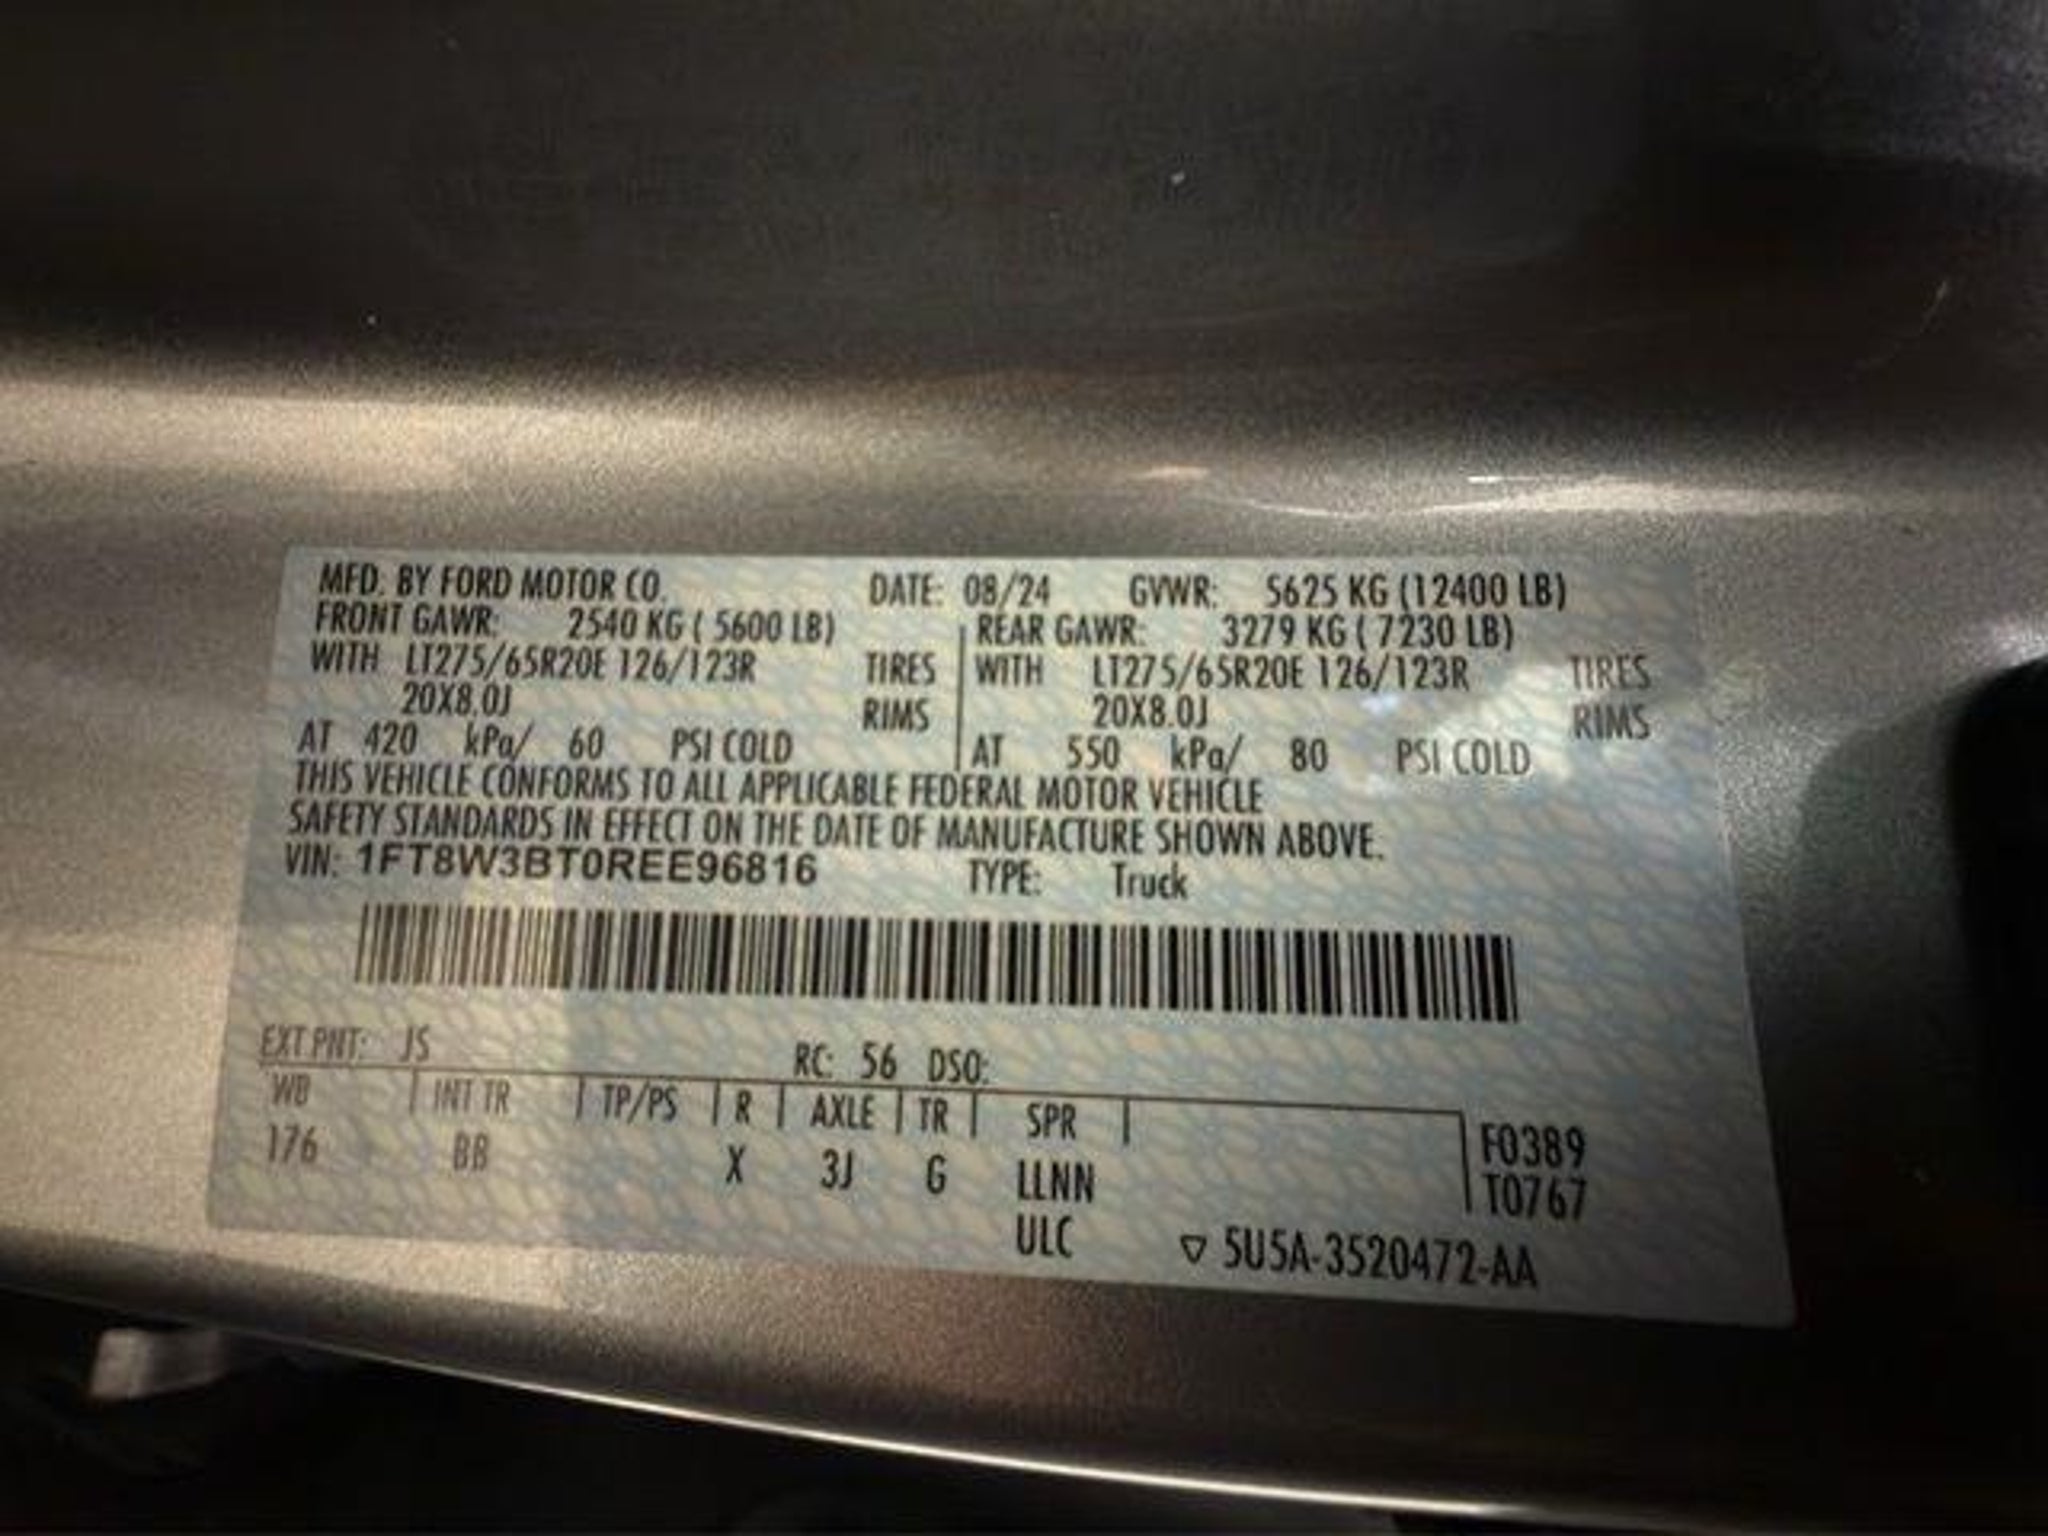 MFD. BY FORD MOTOR CO. DATE: 08/24 GVWR: 5625 KG (12400 LB)
FRONT GAWR: 2540 KG ( 5600 LB) REAR GAWR: 3279 KG ( 7230 LB)
WITH LT275/65R20E 126/123R TIRES WITH LT275/65R20E 126/123R TIRES
20X8.0J RIMS 20X8.0J RIMS
AT 420 kPa/ 60 PSI COLD AT 550 kPa/ 80 PSI COLD
THIS VEHICLE CONFORMS TO ALL APPLICABLE FEDERAL MOTOR VEHICLE
SAFETY STANDARDS IN EFFECT ON THE DATE OF MANUFACTURE SHOWN ABOVE.
VIN: 1FT8W3BT0REE96816 TYPE: Truck
EXT PNT: JS RC: 56 DSO:
WB INT TR TP/PS R AXLE TR SPR
176 BB X 3J G LLNN
ULC
F0389
T0767
▽ 5U5A-3520472-AA